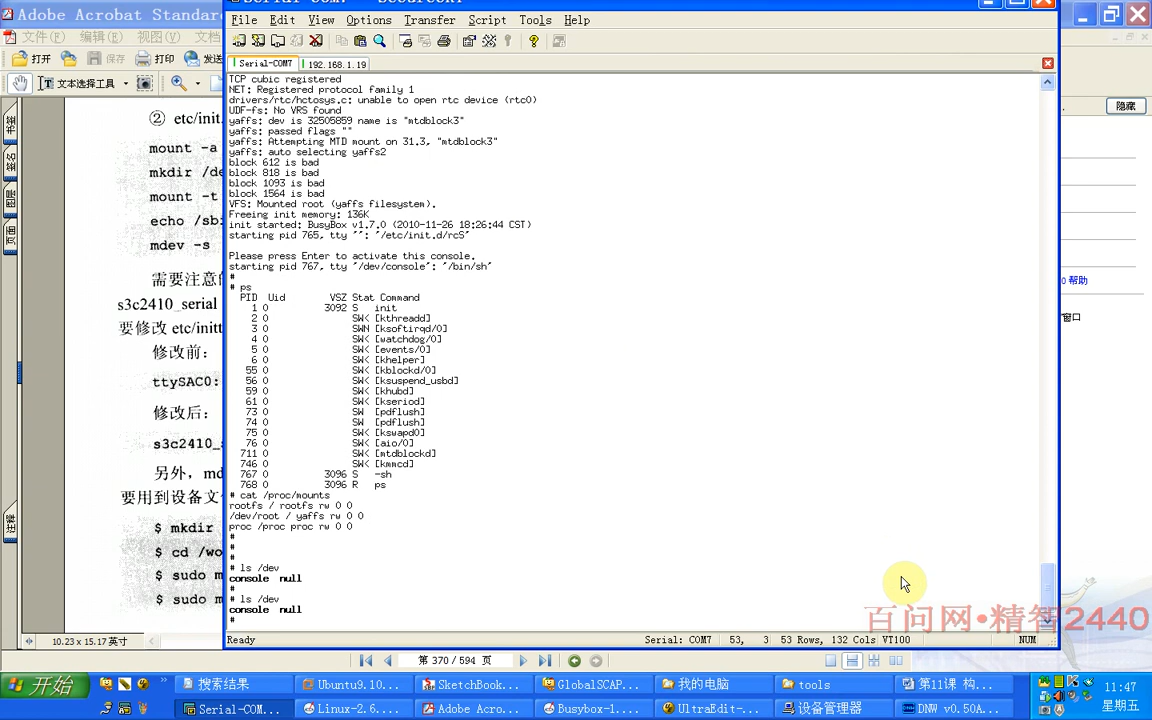 Adobe Acrobat Standard
File Edit View Options Transfer Script Tools Help
文件(F) 编辑(E) 视图(V) 文档
打开 保存 打印 发送
文本选择工具
Serial-COM7 192.168.1.19
隐藏
书签
签名
图层
页面
注释
② etc/init.
mount -a
mkdir /de
mount -t
echo /sb
mdev -s
需要注意的
s3c2410_serial
要修改 etc/initt
修改前：
ttySAC0:
修改后：
s3c2410_s
另外，md
要用到设备文
$ mkdir
$ cd /wo
$ sudo m
$ sudo m
TCP cubic registered
NET: Registered protocol family 1
drivers/rtc/hctosys.c: unable to open rtc device (rtc0)
UDF-fs: No VRS found
yaffs: dev is 32505859 name is "mtdblock3"
yaffs: passed flags ""
yaffs: Attempting MTD mount on 31.3, "mtdblock3"
yaffs: auto selecting yaffs2
block 612 is bad
block 818 is bad
block 1093 is bad
block 1564 is bad
VFS: Mounted root (yaffs filesystem).
Freeing init memory: 136K
init started: BusyBox v1.7.0 (2010-11-26 18:26:44 CST)
starting pid 765, tty '': '/etc/init.d/rcS'
Please press Enter to activate this console.
starting pid 767, tty '/dev/console': '/bin/sh'
#
# ps
PID Uid VSZ Stat Command
1 0 3092 S init
2 0 SW< [kthreadd]
3 0 SWN [ksoftirqd/0]
4 0 SW< [watchdog/0]
5 0 SW< [events/0]
6 0 SW< [khelper]
55 0 SW< [kblockd/0]
56 0 SW< [ksuspend_usbd]
59 0 SW< [khubd]
61 0 SW< [kseriod]
73 0 SW [pdflush]
74 0 SW [pdflush]
75 0 SW< [kswapd0]
76 0 SW< [aio/0]
711 0 SW< [mtdblockd]
746 0 SW< [kmmcd]
767 0 3096 S -sh
768 0 3096 R ps
# cat /proc/mounts
rootfs / rootfs rw 0 0
/dev/root / yaffs rw 0 0
proc /proc proc rw 0 0
#
#
#
# ls /dev
console null
#
# ls /dev
console null
#
0 帮助
窗口
百问网•精智2440
Ready Serial: COM7 53, 3 53 Rows, 132 Cols VT100 NUM
10.23 x 15.17 英寸
第 370 / 594 页
开始 搜索结果 Ubuntu9.10... SketchBook... GlobalSCAP... 我的电脑 tools 第11课 构... 11:47
Serial-COM... Linux-2.6.... Adobe Acro... Busybox-1.... UltraEdit-... 设备管理器 DNW v0.50A... 星期五